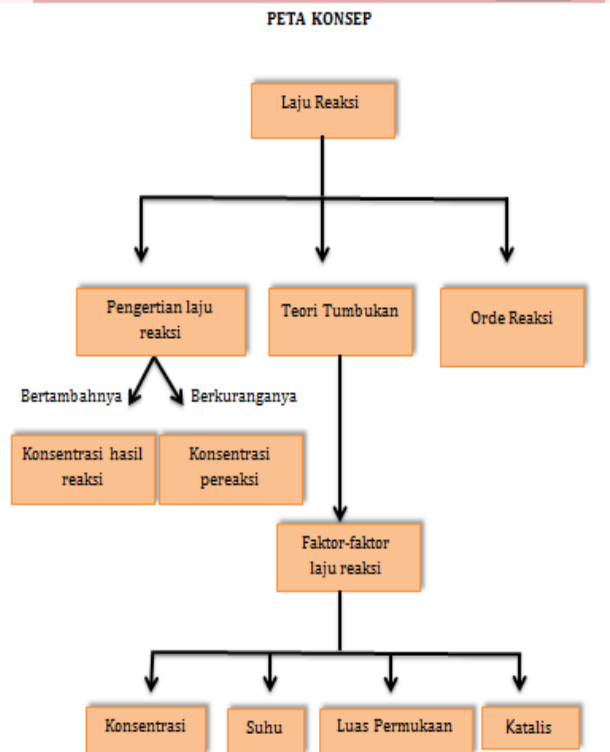 PETA KONSEP
Laju Reaksi
Pengertian laju
reaksi
Teori Tumbukan
Orde Reaksi
Bertambahnya
Berkuranganya
Konsentrasi hasil
reaksi
Konsentrasi
pereaksi
Faktor-faktor
laju reaksi
Konsentrasi
Suhu
Luas Permukaan
Katalis